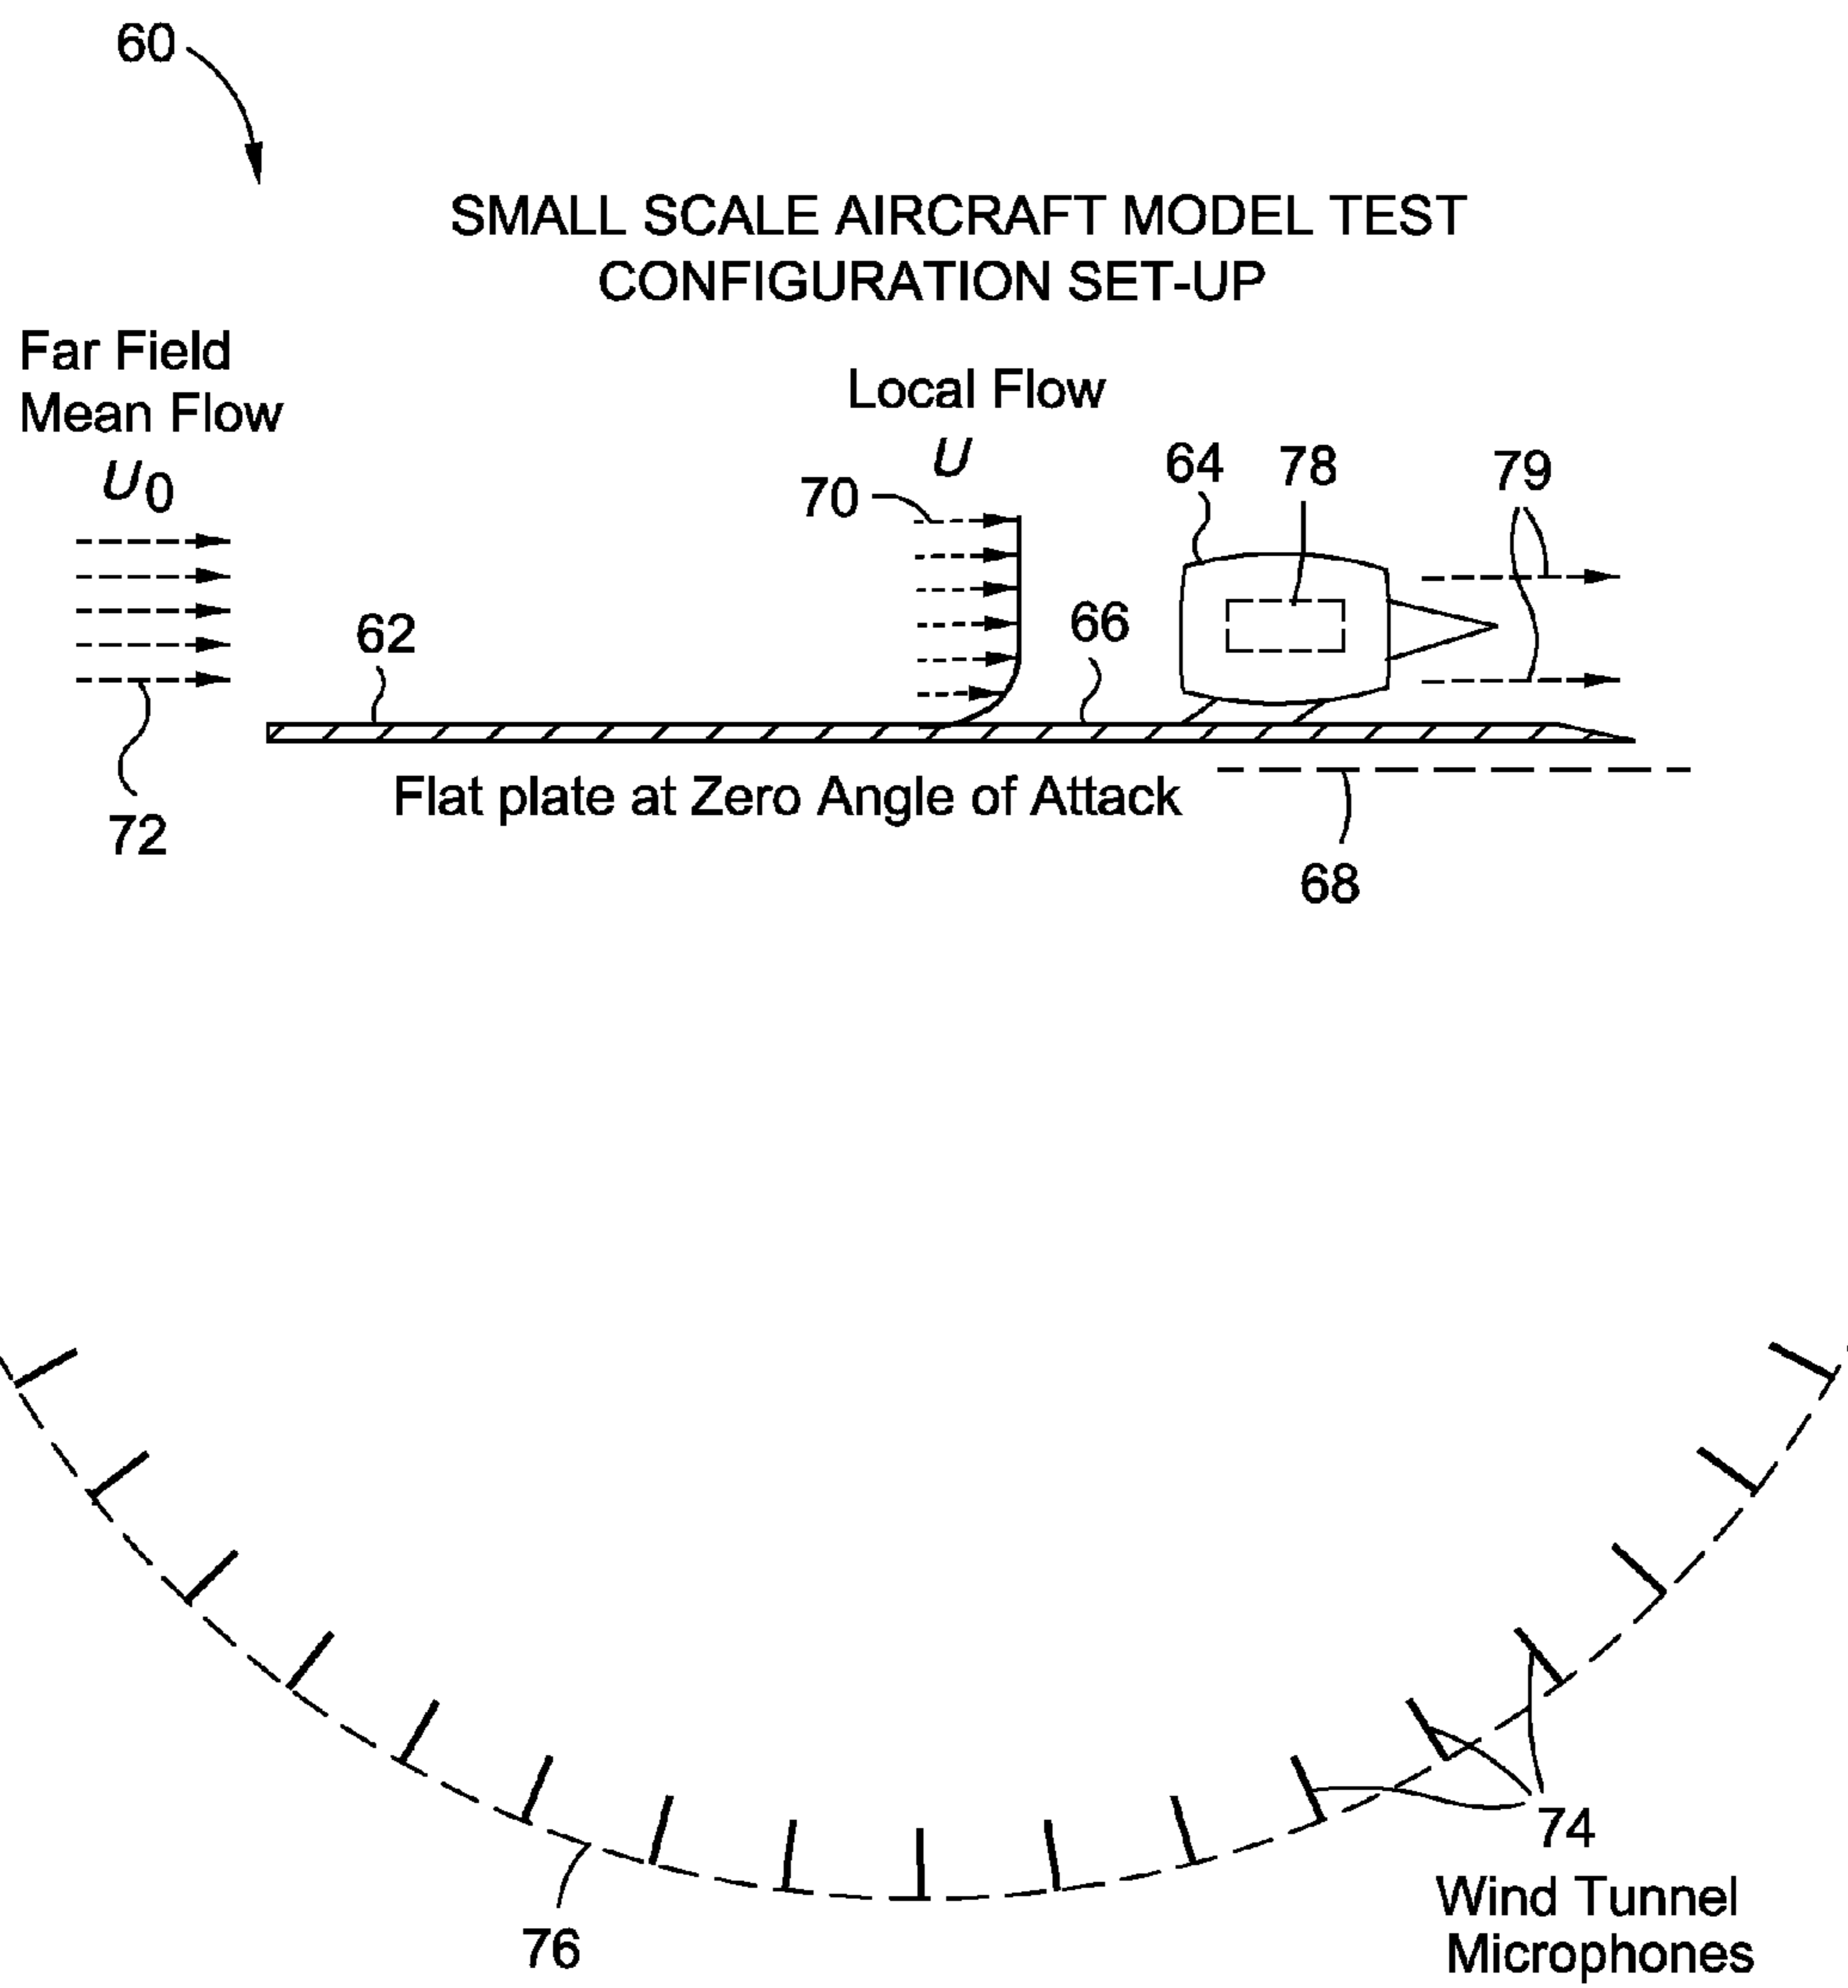 60
SMALL SCALE AIRCRAFT MODEL TEST
CONFIGURATION SET-UP
Far Field
Mean Flow
U0
Local Flow
U
70
64
78
79
62
66
72
Flat plate at Zero Angle of Attack
68
74
Wind Tunnel
Microphones
76